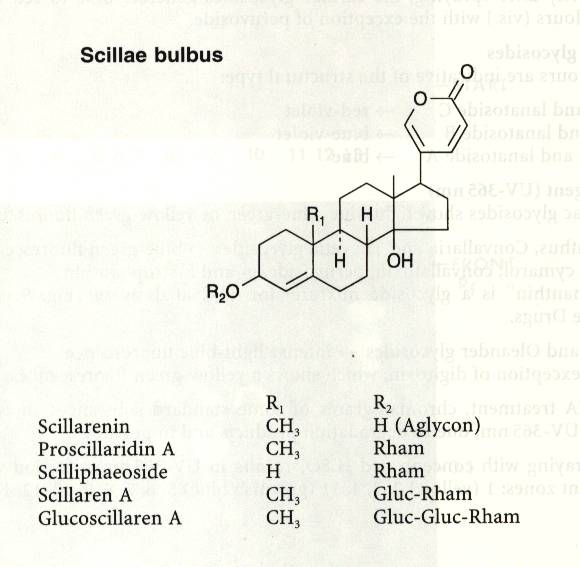 Scillae bulbus
O
O
R1
H
H
OH
R2O
R1 R2
Scillarenin CH3 H (Aglycon)
Proscillaridin A CH3 Rham
Scilliphaeosid H Rham
Scillaren A CH3 Gluc-Rham
Glucoscillaren A CH3 Gluc-Gluc-Rham